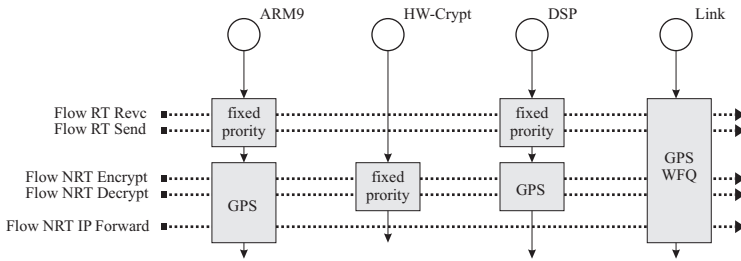 ARM9
HW-Crypt
DSP
Link
Flow RT Revc
Flow RT Send
fixed
prority
fixed
prority
GPS
WFQ
Flow NRT Encrypt
Flow NRT Decrypt
GPS
fixed
prority
GPS
Flow NRT IP Forward